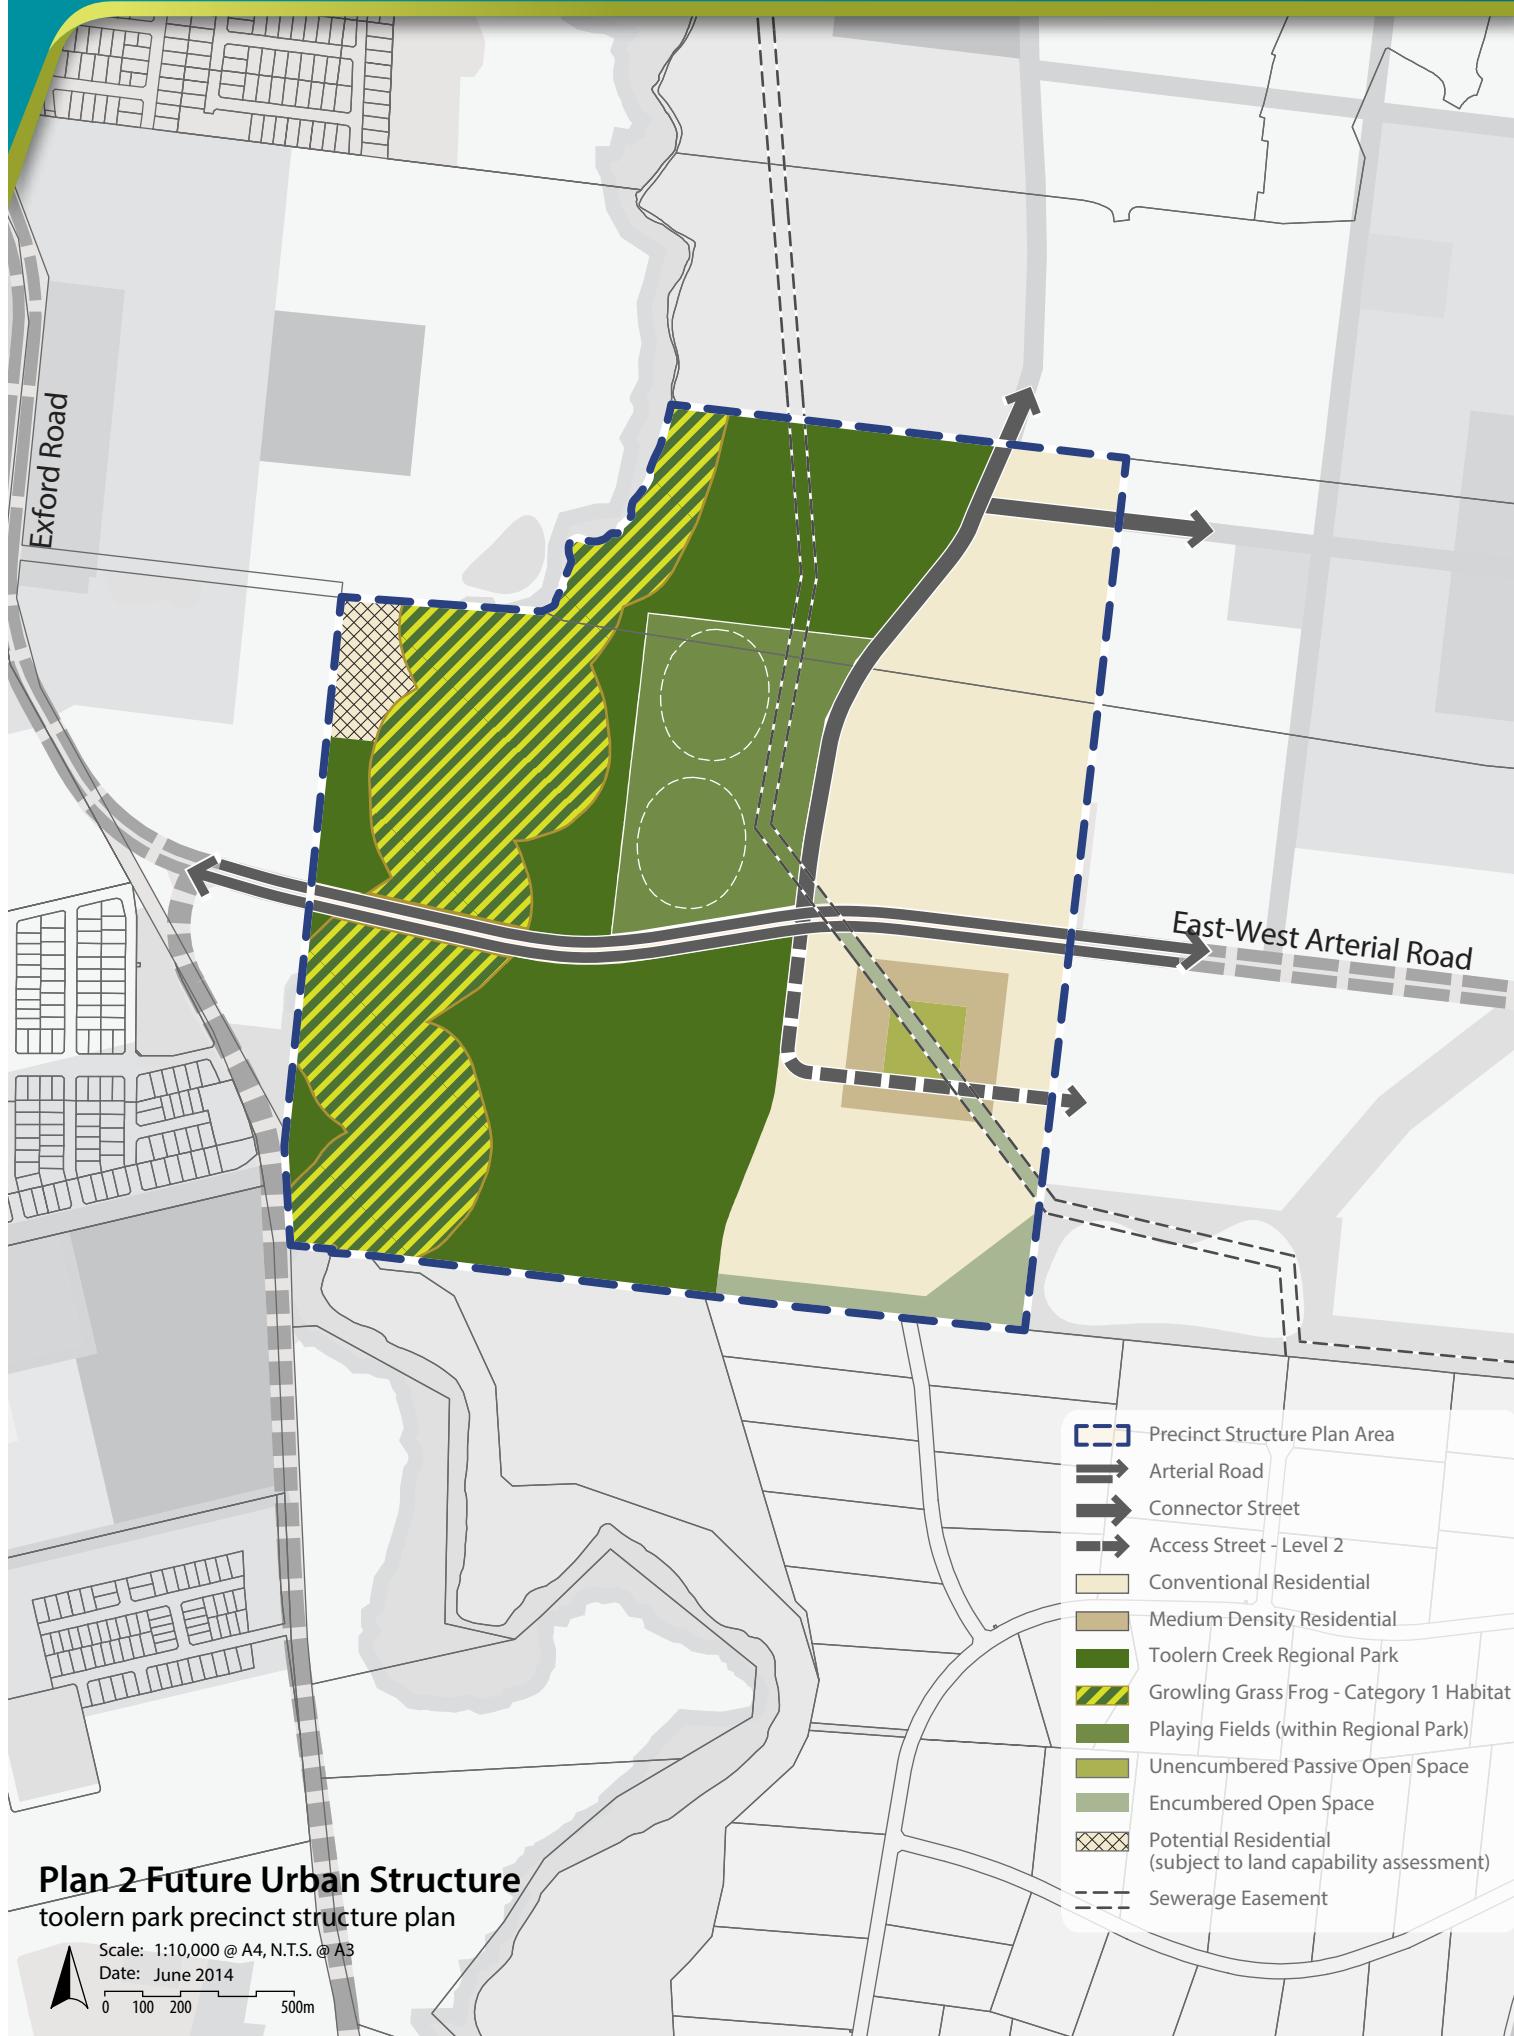 Exford Road
East-West Arterial Road
Precinct Structure Plan Area
Arterial Road
Connector Street
Access Street - Level 2
Conventional Residential
Medium Density Residential
Toolern Creek Regional Park
Growling Grass Frog - Category 1 Habitat
Playing Fields (within Regional Park)
Unencumbered Passive Open Space
Encumbered Open Space
Potential Residential
(subject to land capability assessment)
Sewerage Easement
Plan 2 Future Urban Structure
toolern park precinct structure plan
Scale: 1:10,000 @ A4, N.T.S. @ A3
Date: June 2014
0 100 200 500m